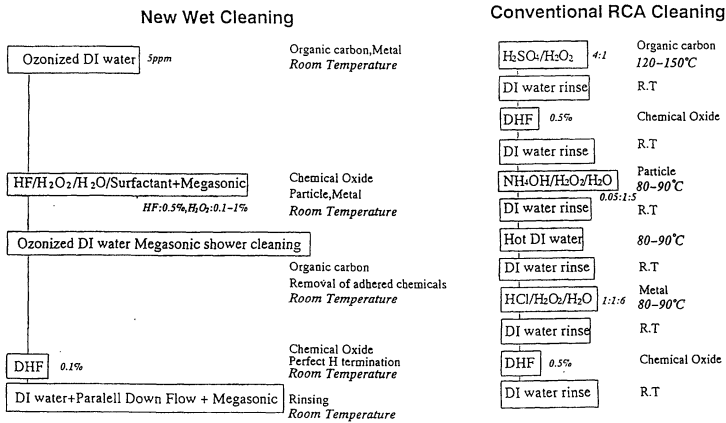 New Wet Cleaning
Ozonized DI water 5ppm
Organic carbon,Metal
Room Temperature
HF/H2O2/H2O/Surfactant+Megasonic
HF:0.5%,H2O2:0.1-1%
Chemical Oxide
Particle,Metal
Room Temperature
Ozonized DI water Megasonic shower cleaning
Organic carbon
Removal of adhered chemicals
Room Temperature
DHF 0.1%
Chemical Oxide
Perfect H termination
Room Temperature
DI water+Paralell Down Flow + Megasonic
Rinsing
Room Temperature
Conventional RCA Cleaning
H2SO4/H2O2 4:1
Organic carbon
120-150°C
DI water rinse R.T
DHF 0.5% Chemical Oxide
DI water rinse R.T
NH4OH/H2O2/H2O
0.05:1:5
Particle
80-90°C
DI water rinse R.T
Hot DI water 80-90°C
DI water rinse R.T
HCl/H2O2/H2O 1:1:6
Metal
80-90°C
DI water rinse R.T
DHF 0.5% Chemical Oxide
DI water rinse R.T